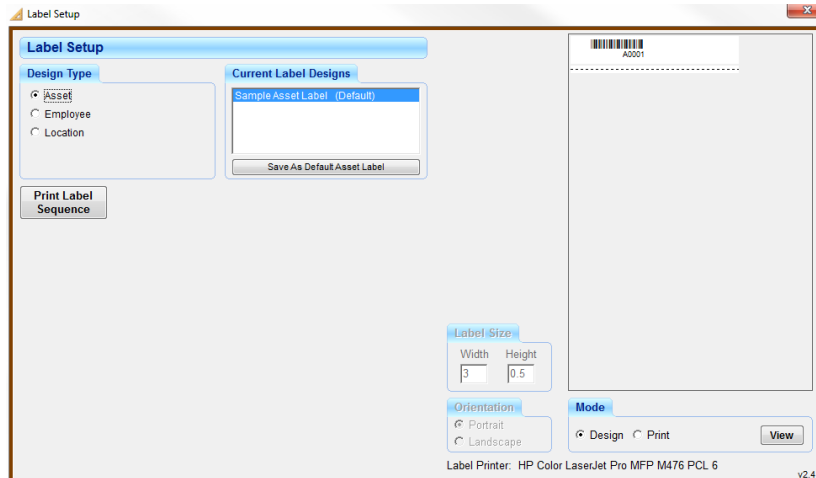 Label Setup
Label Setup
Design Type
Asset
Employee
Location
Current Label Designs
Sample Asset Label (Default)
Save As Default Asset Label
Print Label
Sequence
A0001
Label Size
Width Height
3 0.5
Orientation
Portrait
Landscape
Mode
Design Print
View
Label Printer: HP Color LaserJet Pro MFP M476 PCL 6
v2.4